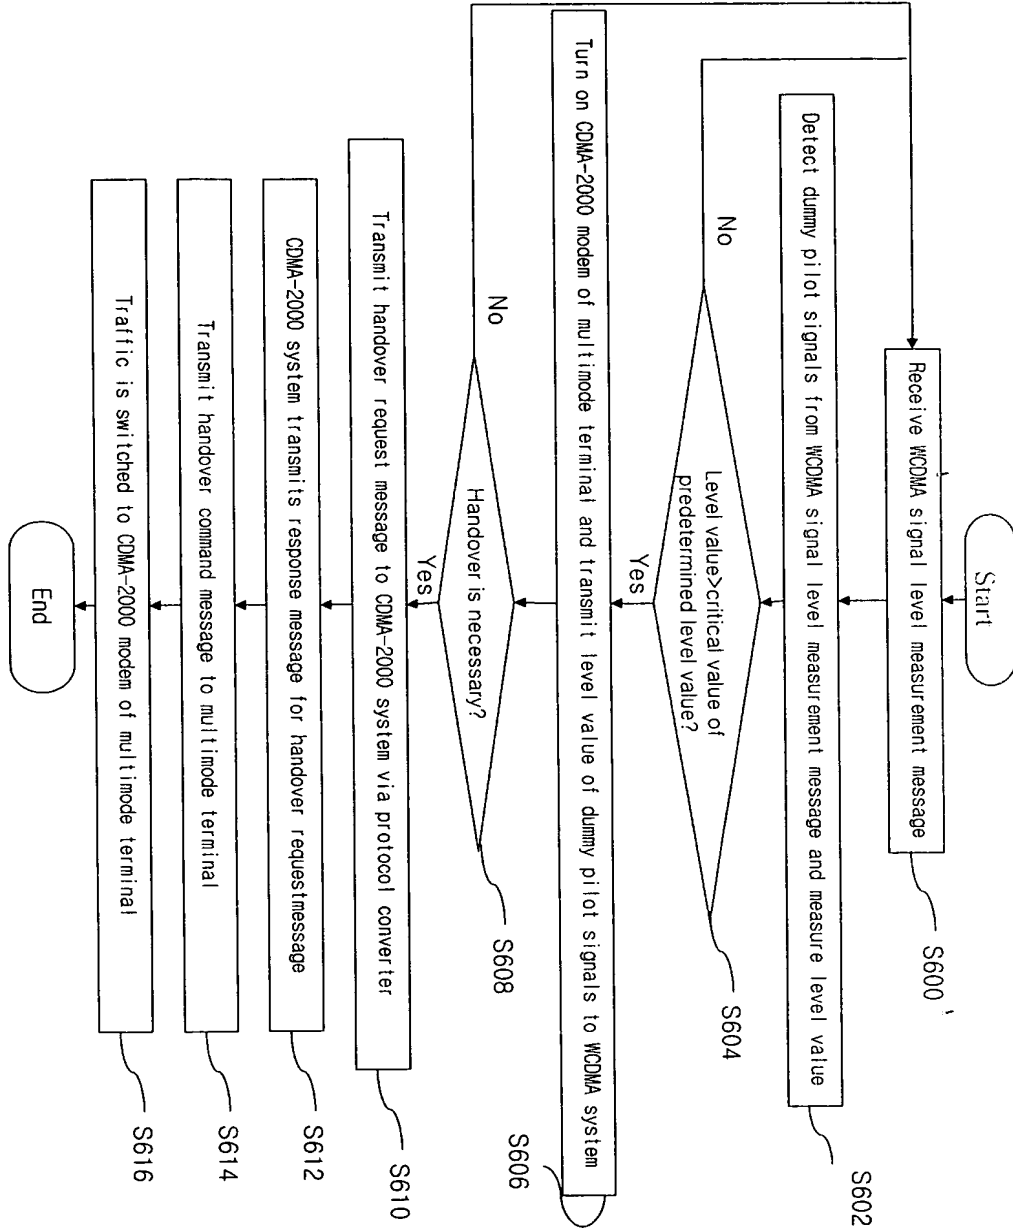 Start
Receive WCDMA signal level measurement message
S600
Detect dummy pilot signals from WCDMA signal level measurement message and measure level value
S602
Level value>critical value of
predetermined level value?
S604
No
Yes
Turn on CDMA-2000 modem of multimode terminal and transmit level value of dummy pilot signals to WCDMA system
S606
Handover is necessary?
S608
No
Yes
Transmit handover request message to CDMA-2000 system via protocol converter
S610
CDMA-2000 system transmits response message for handover requestmessage
S612
Transmit handover command message to multimode terminal
S614
Traffic is switched to CDMA-2000 modem of multimode terminal
S616
End